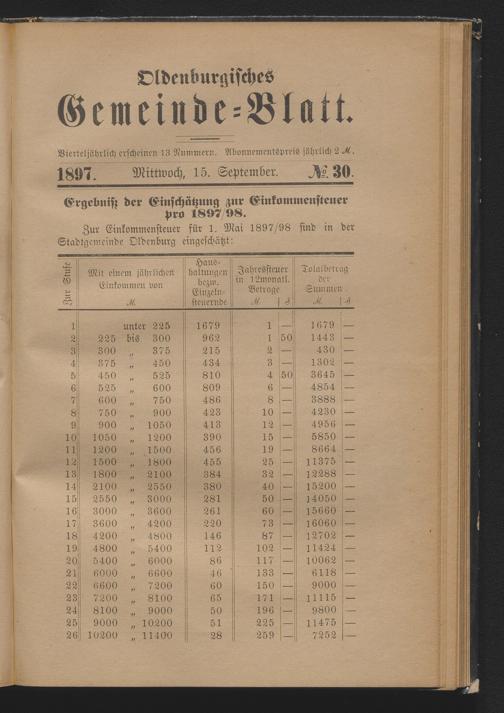 Oldenburgisches
Gemeinde=Blatt.
Vierteljährlich erscheinen 13 Nummern. Abonnementspreis jährlich 2 ℳ.
1897. Mittwoch, 15. September. № 30.
Ergebniß der Einschätzung zur Einkommensteuer
pro 1897/98.
Zur Einkommensteuer für 1. Mai 1897/98 sind in der
Stadtgemeinde Oldenburg eingeschätzt:
Zur Stufe | Mit einem jährlichen Einkommen von ℳ. | Haus-haltungen bezw. Einzeln-steuernde | Jahressteuer in 12monatl. Betrage ℳ. ₰ | Totalbetrag der Summen. ℳ. ₰
1 unter 225 1679 1 — 1679 —
2 225 bis 300 962 1 50 1443 —
3 300 „ 375 215 2 — 430 —
4 375 „ 450 434 3 — 1302 —
5 450 „ 525 810 4 50 3645 —
6 525 „ 600 809 6 — 4854 —
7 600 „ 750 486 8 — 3888 —
8 750 „ 900 423 10 — 4230 —
9 900 „ 1050 413 12 — 4956 —
10 1050 „ 1200 390 15 — 5850 —
11 1200 „ 1500 456 19 — 8664 —
12 1500 „ 1800 455 25 — 11375 —
13 1800 „ 2100 384 32 — 12288 —
14 2100 „ 2550 380 40 — 15200 —
15 2550 „ 3000 281 50 — 14050 —
16 3000 „ 3600 261 60 — 15660 —
17 3600 „ 4200 220 73 — 16060 —
18 4200 „ 4800 146 87 — 12702 —
19 4800 „ 5400 112 102 — 11424 —
20 5400 „ 6000 86 117 — 10062 —
21 6000 „ 6600 46 133 — 6118 —
22 6600 „ 7200 60 150 — 9000 —
23 7200 „ 8100 65 171 — 11115 —
24 8100 „ 9000 50 196 — 9800 —
25 9000 „ 10200 51 225 — 11475 —
26 10200 „ 11400 28 259 — 7252 —